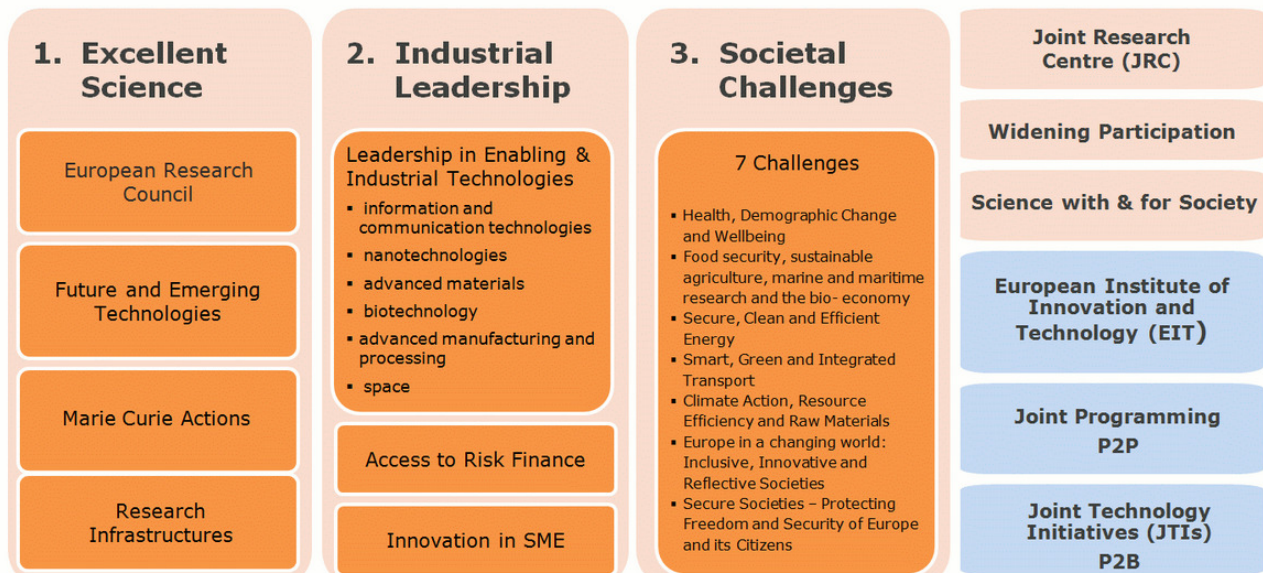 1. Excellent
Science
European Research
Council
Future and Emerging
Technologies
Marie Curie Actions
Research
Infrastructures
2. Industrial
Leadership
Leadership in Enabling &
Industrial Technologies
▪ information and
communication technologies
▪ nanotechnologies
▪ advanced materials
▪ biotechnology
▪ advanced manufacturing and
processing
▪ space
Access to Risk Finance
Innovation in SME
3. Societal
Challenges
7 Challenges
▪ Health, Demographic Change
and Wellbeing
▪ Food security, sustainable
agriculture, marine and maritime
research and the bio- economy
▪ Secure, Clean and Efficient
Energy
▪ Smart, Green and Integrated
Transport
▪ Climate Action, Resource
Efficiency and Raw Materials
▪ Europe in a changing world:
Inclusive, Innovative and
Reflective Societies
▪ Secure Societies – Protecting
Freedom and Security of Europe
and its Citizens
Joint Research
Centre (JRC)
Widening Participation
Science with & for Society
European Institute of
Innovation and
Technology (EIT)
Joint Programming
P2P
Joint Technology
Initiatives (JTIs)
P2B